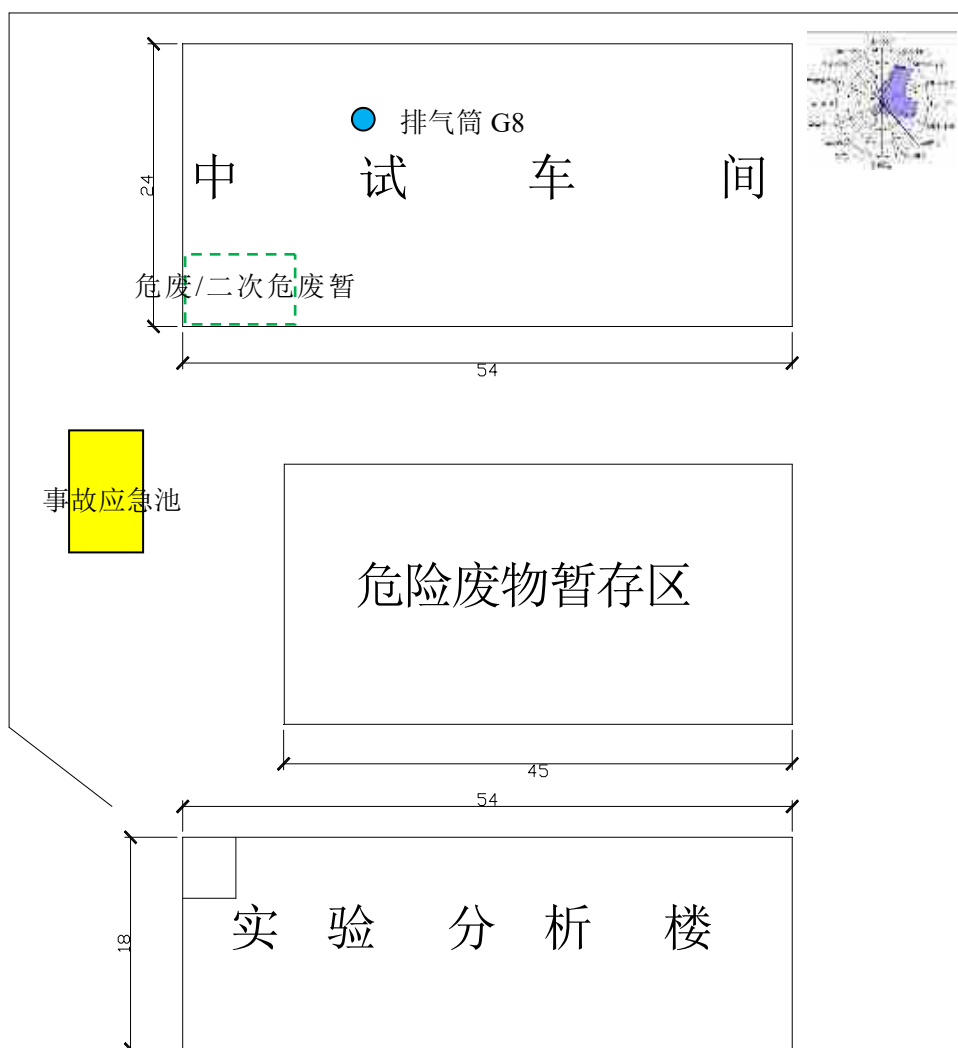 排气筒 G8
中 试 车 间
24
危废/二次危废暂
54
事故应急池
危险废物暂存区
45
54
18
实 验 分 析 楼